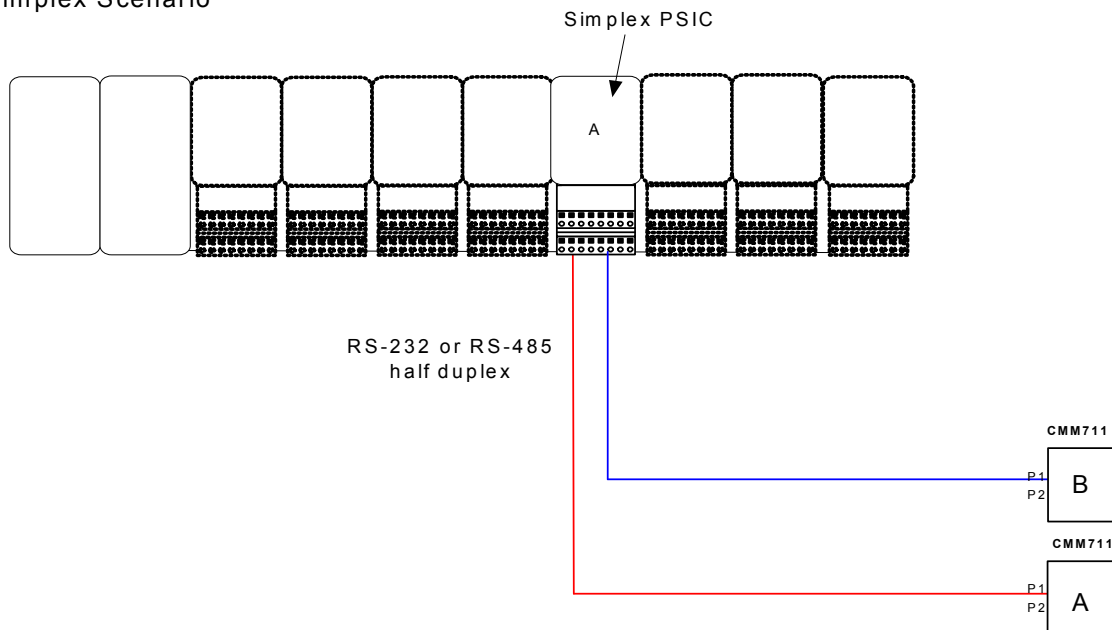 Simplex PSIC
A
RS-232 or RS-485
half duplex
CMM711
P1
P2
B
CMM711
P1
P2
A